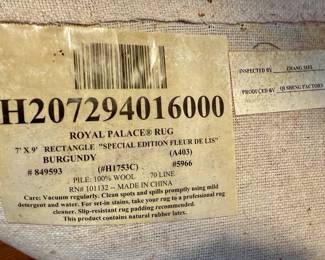 H207294016000
ROYAL PALACE® RUG
7' X 9' RECTANGLE "SPECIAL EDITION FLEUR DE LIS"
BURGUNDY (A403)
# 849593 (#H1753C) #5966
PILE: 100% WOOL 70 LINE
RN# 101132 -- MADE IN CHINA
Care: Vacuum regularly. Clean spots and spills promptly using mild
detergent and water. For set-in stains, take your rug to a professional rug
cleaner. Slip-resistant rug padding recommended.
This product contains natural rubber latex.
INSPECTED BY
PRODUCED BY QI SHENG FACTORY